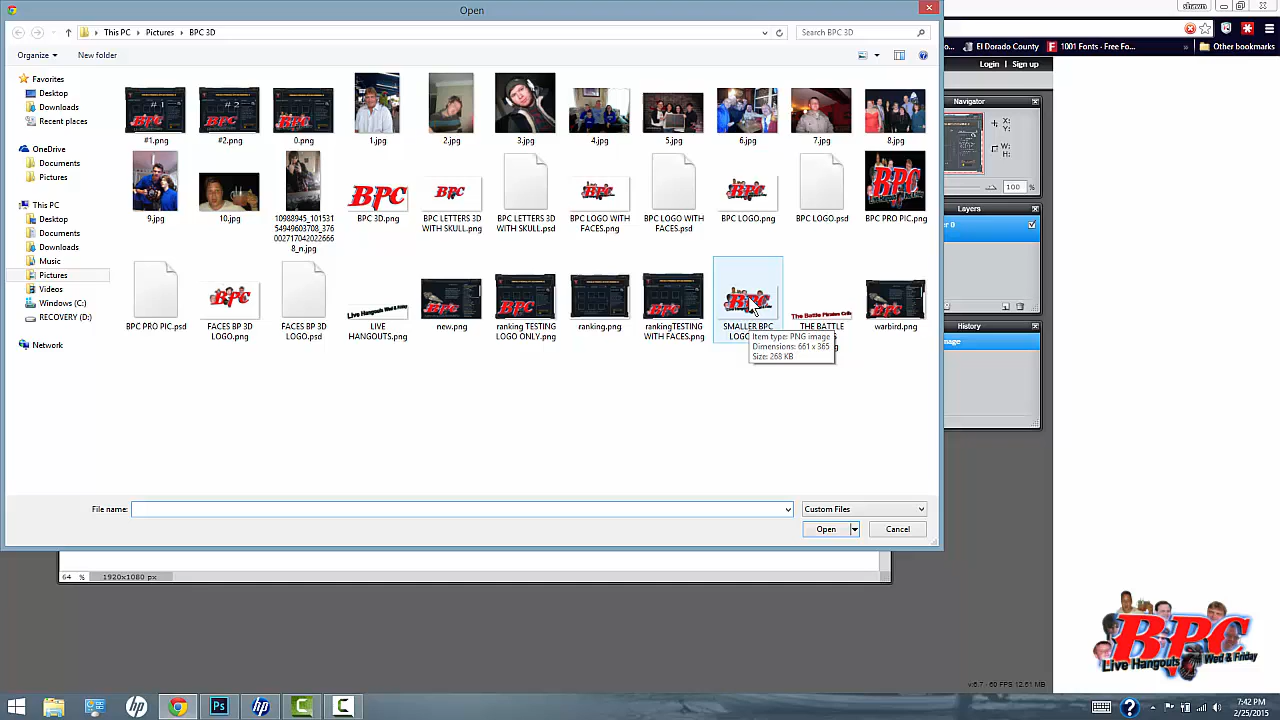 Open
shawn
This PC › Pictures › BPC 3D
Search BPC 3D
El Dorado County
1001 Fonts - Free Fo...
»
Other bookmarks
Organize
New folder
Login | Sign up
Favorites
Desktop
Downloads
Recent places
OneDrive
Documents
Pictures
This PC
Desktop
Documents
Downloads
Music
Pictures
Videos
Windows (C:)
RECOVERY (D:)
Network
#1.png
#2.png
0.png
1.jpg
2.jpg
3.jpg
4.jpg
5.jpg
6.jpg
7.jpg
8.jpg
9.jpg
10.jpg
BPC 3D.png
BPC LETTERS 3D
WITH SKULL.png
BPC LETTERS 3D
WITH SKULL.psd
BPC LOGO WITH
FACES.png
BPC LOGO WITH
FACES.psd
BPC LOGO.png
BPC LOGO.psd
BPC PRO PIC.png
BPC PRO PIC.psd
FACES BP 3D
LOGO.png
FACES BP 3D
LOGO.psd
LIVE
HANGOUTS.png
new.png
ranking TESTING
LOGO ONLY.png
ranking.png
rankingTESTING
WITH FACES.png
SMALLER BPC
THE BATTLE
warbird.png
Item type: PNG image
Dimensions: 661 x 365
Size: 268 KB
File name:
Custom Files
Open
Cancel
Navigator
X:
Y:
W:
H:
100 %
Layers
History
64 %
1920x1080 px
BPC
Live Hangouts Wed & Friday
v:6.7 - 60 FPS 12.61 MB
7:42 PM
2/25/2015